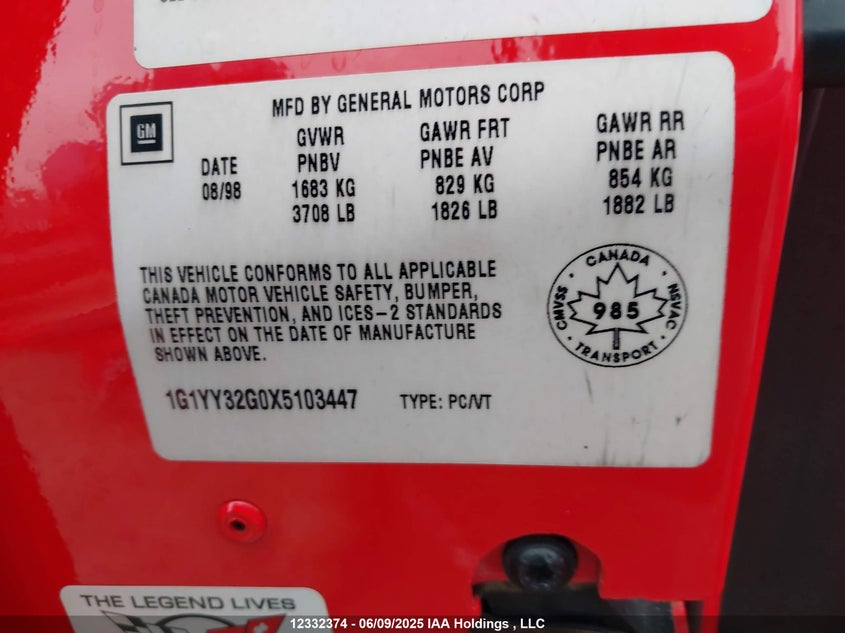 MFD BY GENERAL MOTORS CORP
GM
GVWR GAWR FRT GAWR RR
DATE PNBV PNBE AV PNBE AR
08/98 1683 KG 829 KG 854 KG
3708 LB 1826 LB 1882 LB
THIS VEHICLE CONFORMS TO ALL APPLICABLE
CANADA MOTOR VEHICLE SAFETY, BUMPER,
THEFT PREVENTION, AND ICES-2 STANDARDS
IN EFFECT ON THE DATE OF MANUFACTURE
SHOWN ABOVE.
CANADA
CMVSS 985 NSVAC
TRANSPORT
1G1YY32G0X5103447 TYPE: PC/VT
THE LEGEND LIVES
12332374 - 06/09/2025 IAA Holdings , LLC